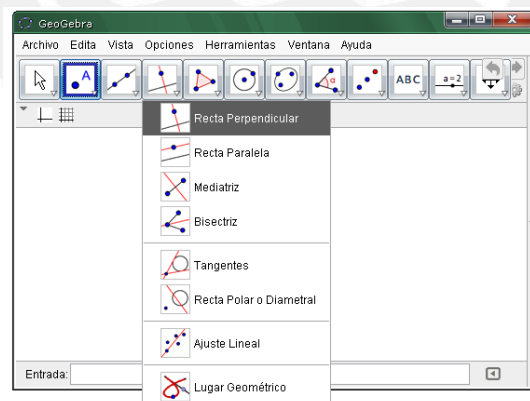 GeoGebra
Archivo Edita Vista Opciones Herramientas Ventana Ayuda
A
α
ABC
a=2
Recta Perpendicular
Recta Paralela
Mediatriz
Bisectriz
Tangentes
Recta Polar o Diametral
Ajuste Lineal
Lugar Geométrico
Entrada: